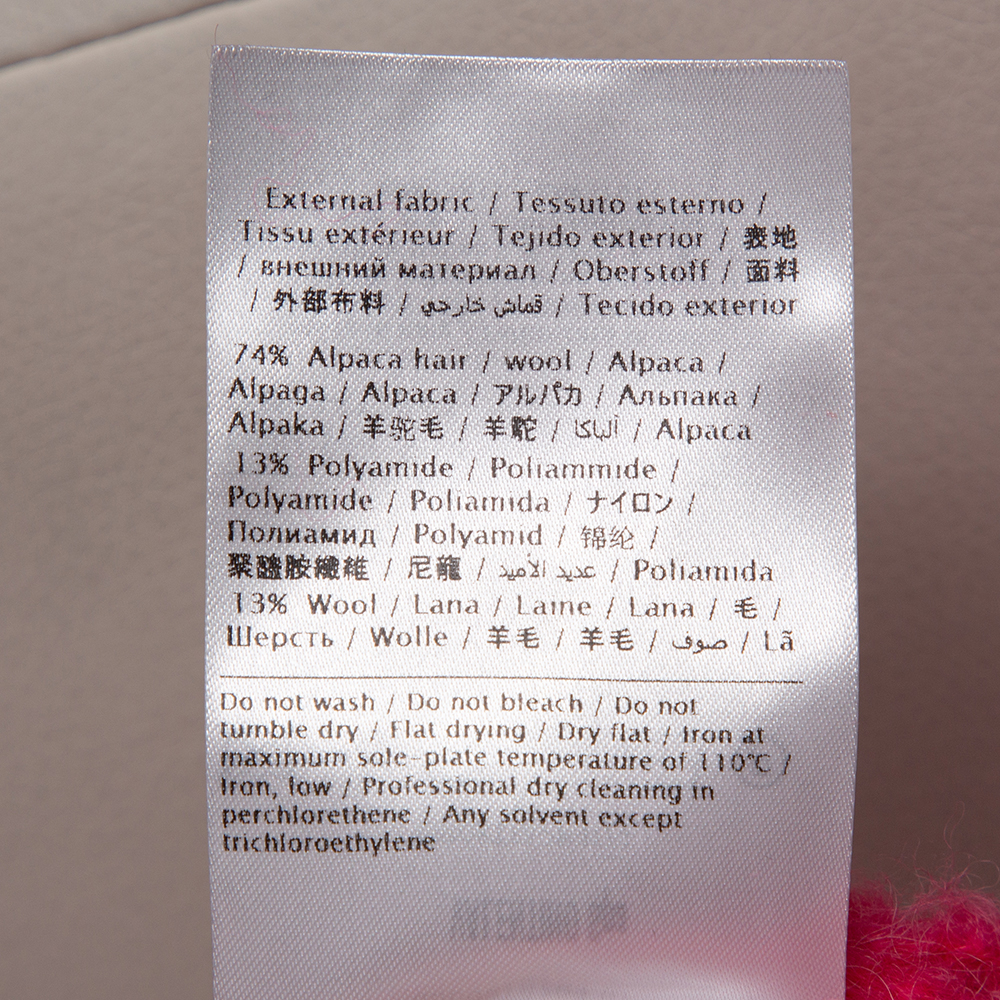 External fabric / Tessuto esterno /
Tissu extérieur / Tejido exterior / 表地
/ внешний материал / Oberstoff / 面料
/ 外部布料 / قماش خارجي / Tecido exterior
74% Alpaca hair / wool / Alpaca /
Alpaga / Alpaca / アルパカ / Альпака /
Alpaka / 羊驼毛 / 羊駝 / ألباكا / Alpaca
13% Polyamide / Poliammide /
Polyamide / Poliamida / ナイロン /
Полиамид / Polyamid / 锦纶 /
聚醯胺纖維 / 尼龍 / عديد الأميد / Poliamida
13% Wool / Lana / Laine / Lana / 毛 /
Шерсть / Wolle / 羊毛 / 羊毛 / صوف / Lã
Do not wash / Do not bleach / Do not
tumble dry / Flat drying / Dry flat / Iron at
maximum sole-plate temperature of 110°C /
Iron, low / Professional dry cleaning in
perchlorethene / Any solvent except
trichloroethylene